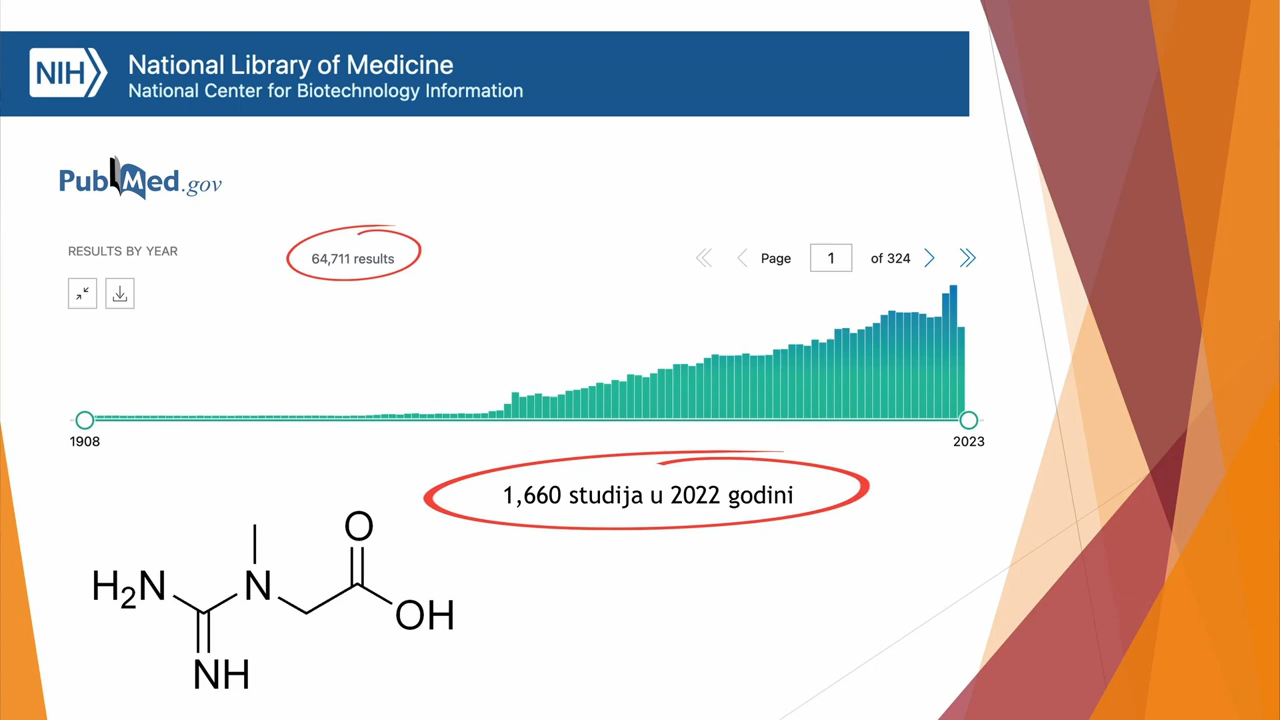 NIH
National Library of Medicine
National Center for Biotechnology Information
PubMed.gov
RESULTS BY YEAR
64,711 results
Page 1 of 324
1908
2023
1,660 studija u 2022 godini
O
H₂N
N
OH
NH